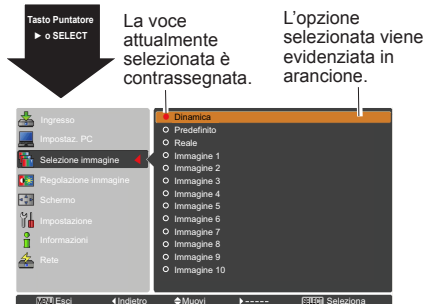 Tasto Puntatore
► o SELECT
La voce
attualmente
selezionata è
contrassegnata.
L'opzione
selezionata viene
evidenziata in
arancione.
Ingresso
Impostaz. PC
Selezione immagine
Regolazione immagine
Schermo
Impostazione
Informazioni
Rete
Dinamica
Predefinito
Reale
Immagine 1
Immagine 2
Immagine 3
Immagine 4
Immagine 5
Immagine 6
Immagine 7
Immagine 8
Immagine 9
Immagine 10
MENU Esci ◄Indietro Muovi ►----- SELECT Seleziona